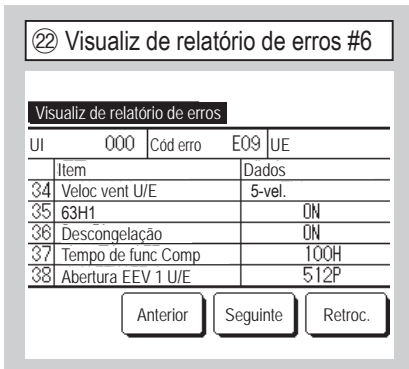 ㉒ Visualiz de relatório de erros #6
Visualiz de relatório de erros
UI 000 Cód erro E09 UE
Item Dados
34 Veloc vent U/E 5-vel.
35 63H1 ON
36 Descongelação ON
37 Tempo de func Comp 100H
38 Abertura EEV 1 U/E 512P
Anterior Seguinte Retroc.